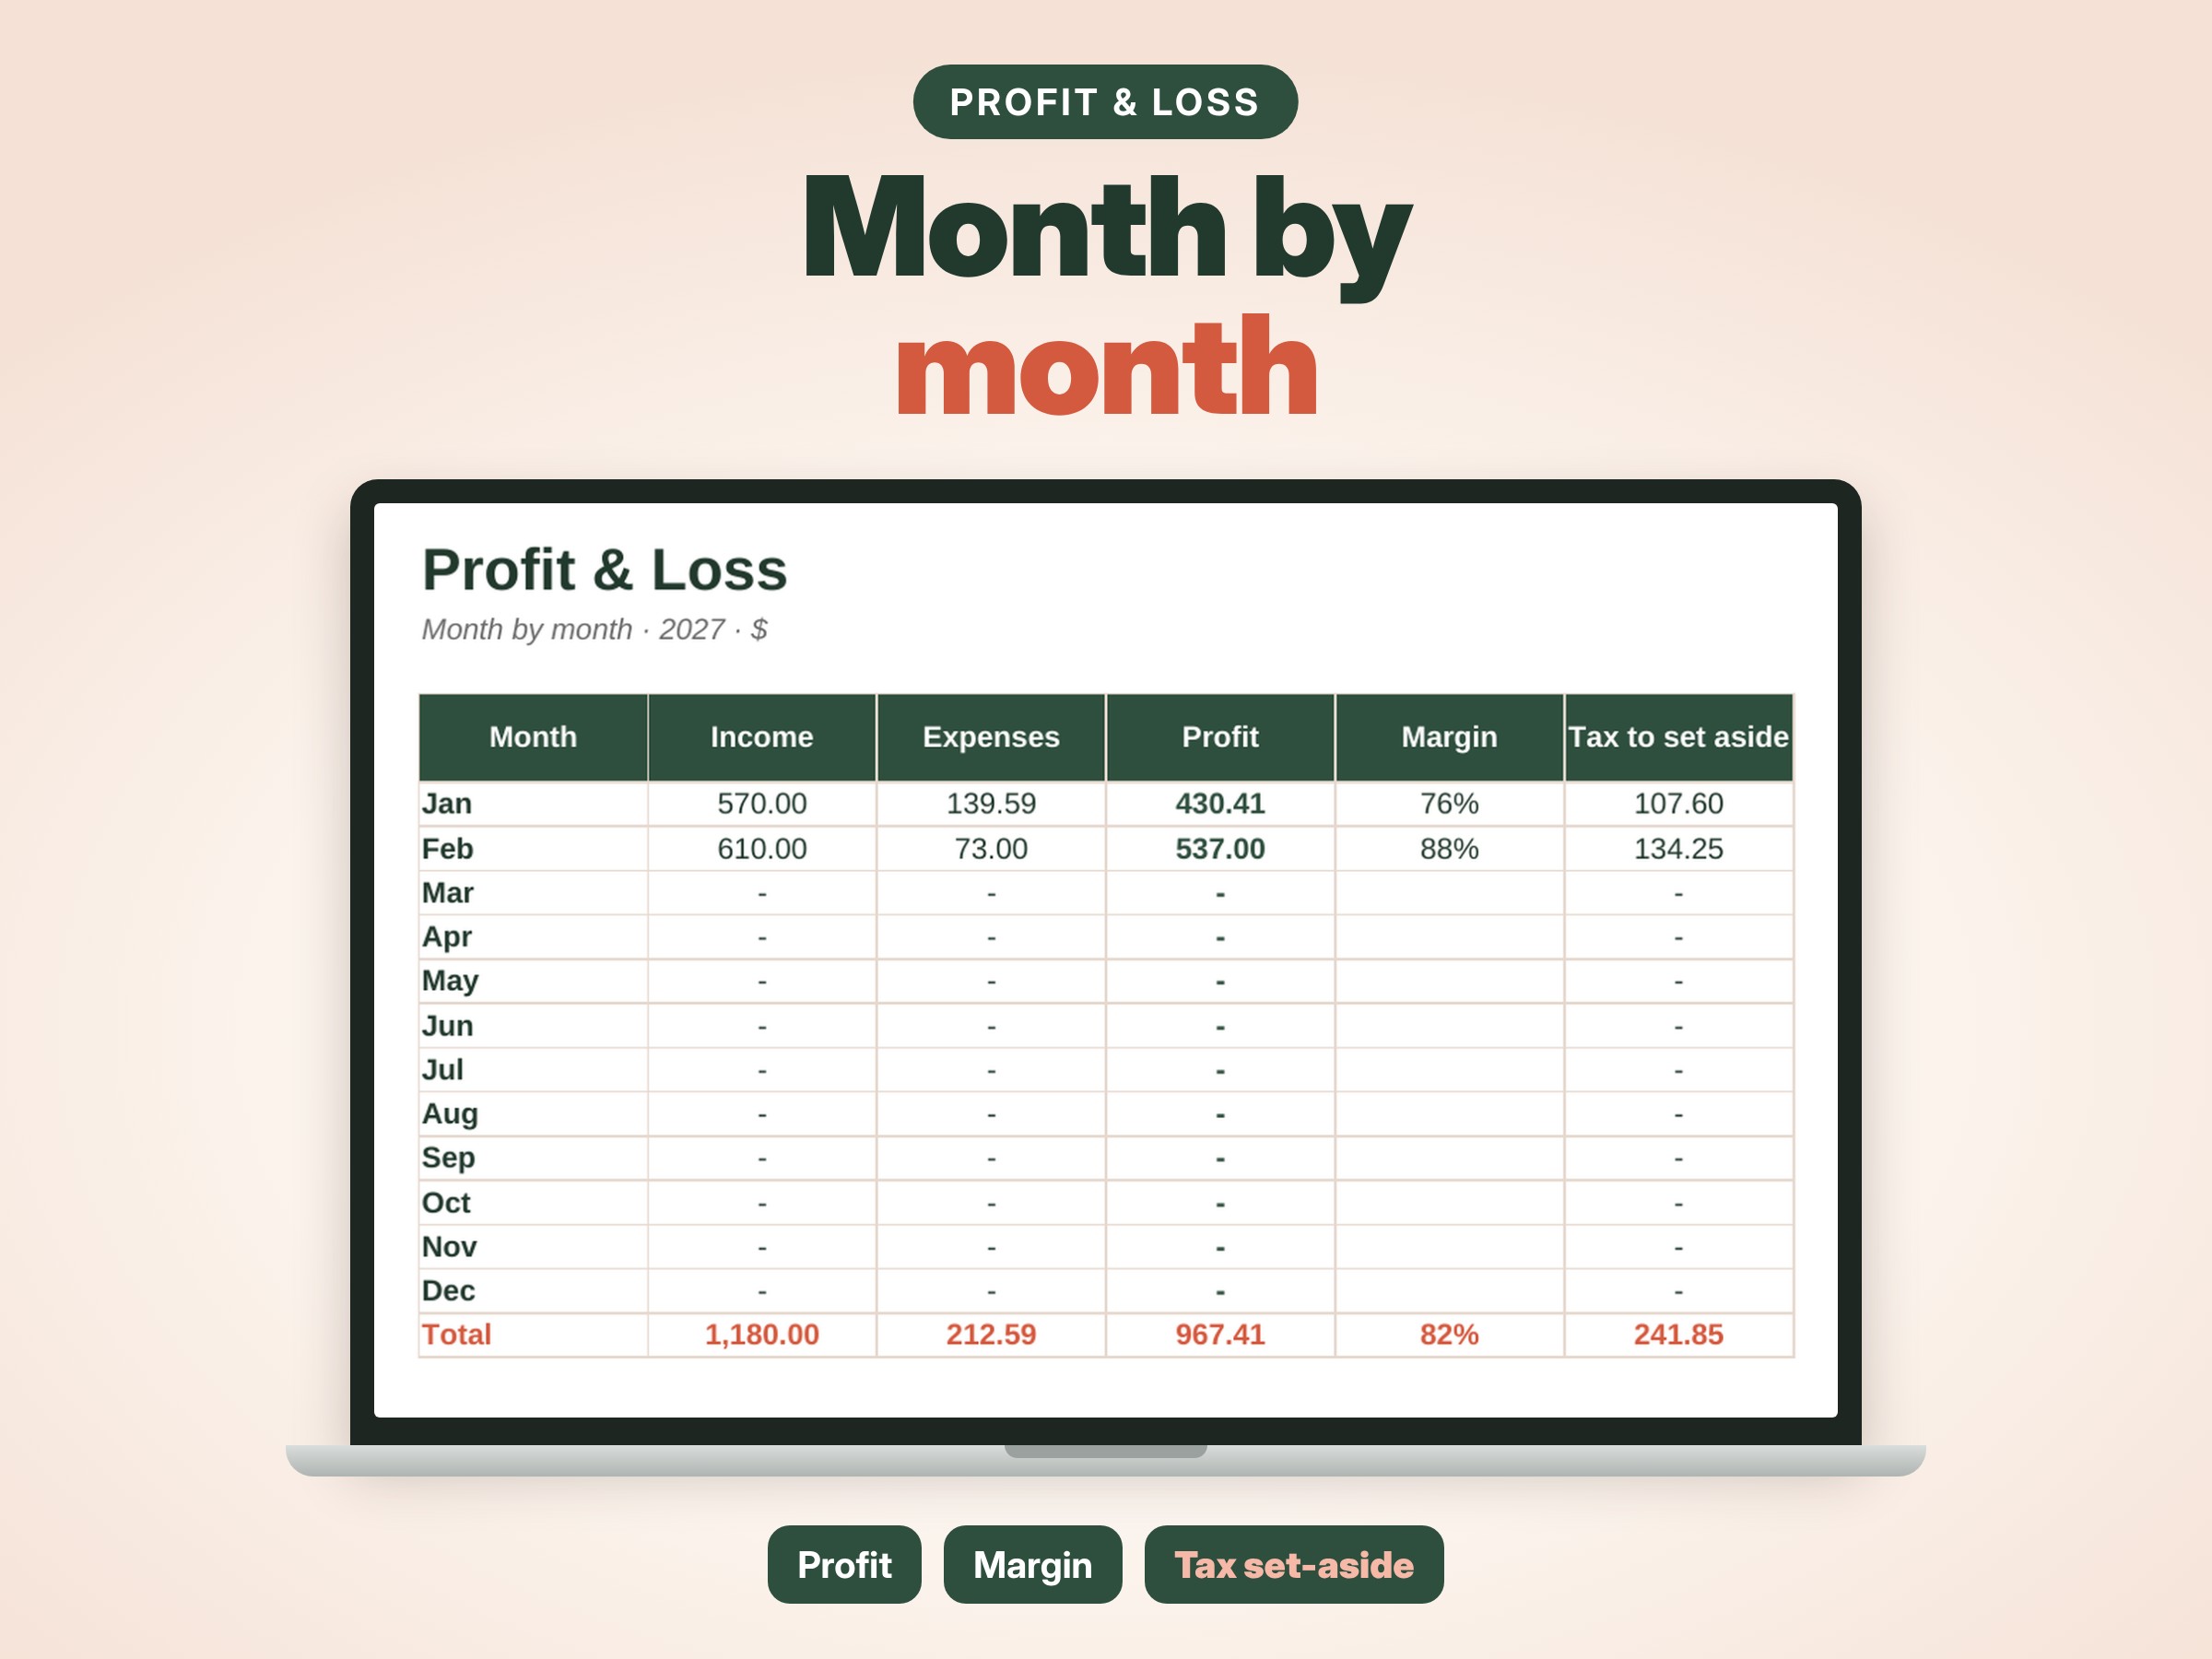 PROFIT & LOSS
Month by
month
Profit & Loss
Month by month · 2027 · $
Month Income Expenses Profit Margin Tax to set aside
Jan 570.00 139.59 430.41 76% 107.60
Feb 610.00 73.00 537.00 88% 134.25
Mar - - - -
Apr - - - -
May - - - -
Jun - - - -
Jul - - - -
Aug - - - -
Sep - - - -
Oct - - - -
Nov - - - -
Dec - - - -
Total 1,180.00 212.59 967.41 82% 241.85
Profit Margin Tax set-aside